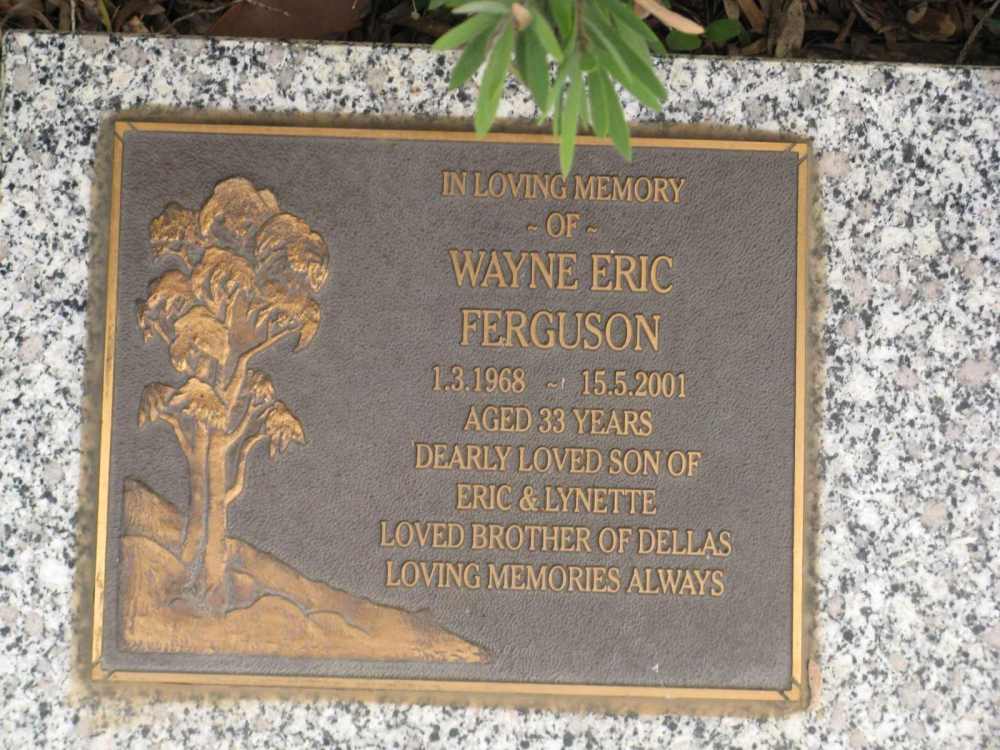 IN LOVING MEMORY
~ OF ~
WAYNE ERIC
FERGUSON
1.3.1968 ~ 15.5.2001
AGED 33 YEARS
DEARLY LOVED SON OF
ERIC & LYNETTE
LOVED BROTHER OF DELLAS
LOVING MEMORIES ALWAYS